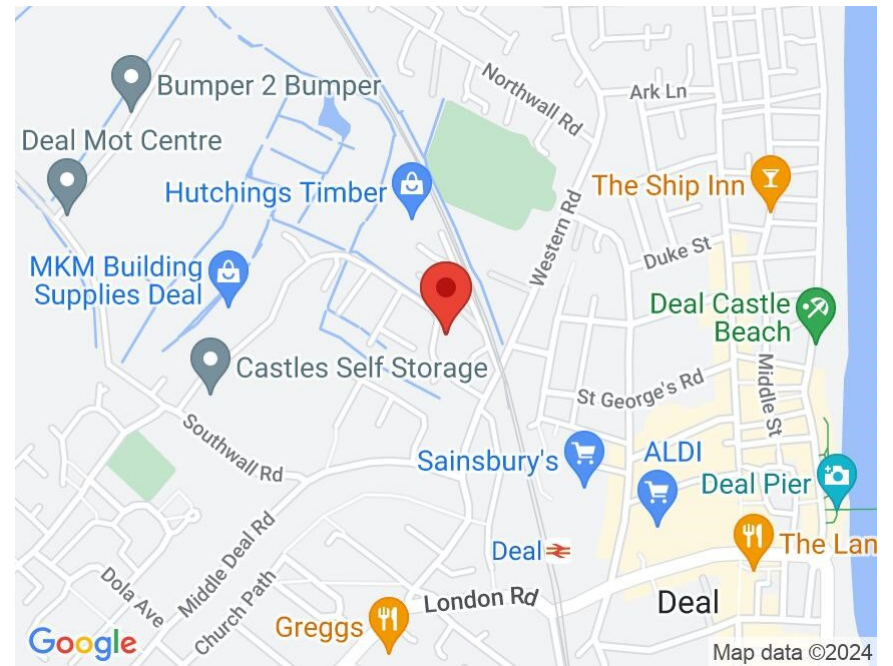 Northwall Rd
Ark Ln
Bumper 2 Bumper
Deal Mot Centre
The Ship Inn
Hutchings Timber
Western Rd
Duke St
MKM Building
Supplies Deal
Deal Castle
Beach
Castles Self Storage
Middle St
St George's Rd
Southwall Rd
Sainsbury's
ALDI
Deal Pier
Middle Deal Rd
Deal
The Lan
Dola Ave
Church Path
London Rd
Deal
Greggs
Google
Map data ©2024